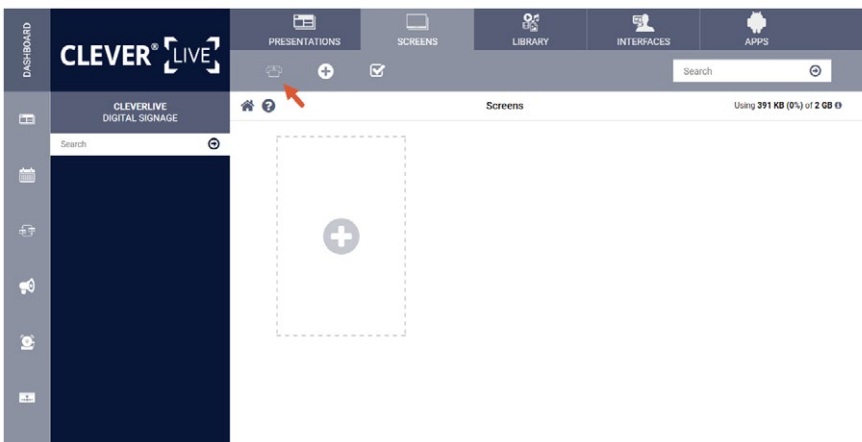 DASHBOARD
CLEVER® [LIVE]
PRESENTATIONS
SCREENS
LIBRARY
INTERFACES
APPS
Search
CLEVERLIVE
DIGITAL SIGNAGE
Search
Screens
Using 391 KB (0%) of 2 GB